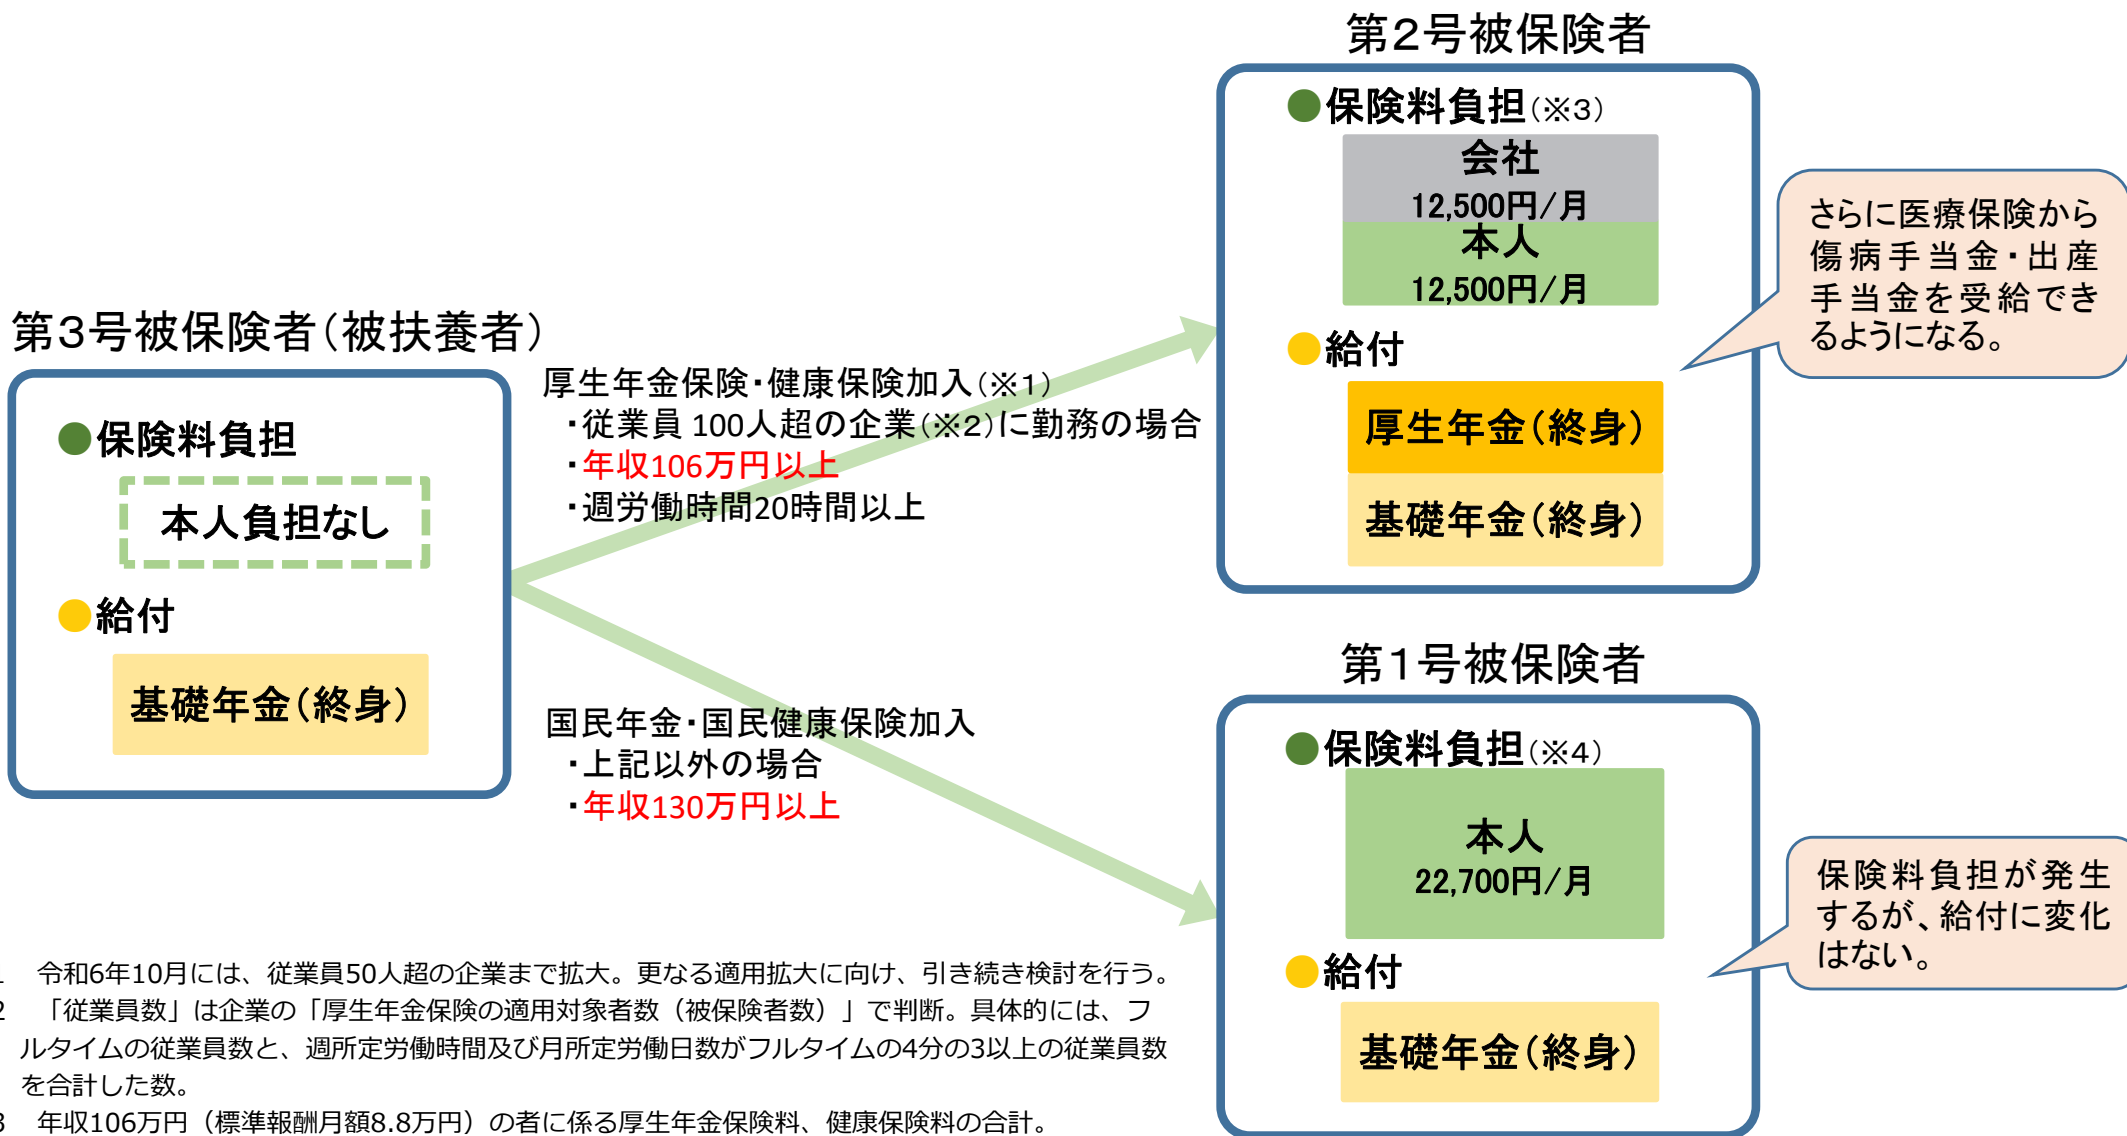 第3号被保険者（被扶養者）
●保険料負担
本人負担なし
●給付
基礎年金（終身）
厚生年金保険・健康保険加入（※1）
・従業員 100人超の企業（※2）に勤務の場合
・年収106万円以上
・週労働時間20時間以上
国民年金・国民健康保険加入
・上記以外の場合
・年収130万円以上
第2号被保険者
●保険料負担（※3）
会社
12,500円/月
本人
12,500円/月
●給付
厚生年金（終身）
基礎年金（終身）
さらに医療保険から
傷病手当金・出産
手当金を受給でき
るようになる。
第1号被保険者
●保険料負担（※4）
本人
22,700円/月
●給付
基礎年金（終身）
保険料負担が発生
するが、給付に変化
はない。
1 令和6年10月には、従業員50人超の企業まで拡大。更なる適用拡大に向け、引き続き検討を行う。
2 「従業員数」は企業の「厚生年金保険の適用対象者数（被保険者数）」で判断。具体的には、フ
ルタイムの従業員数と、週所定労働時間及び月所定労働日数がフルタイムの4分の3以上の従業員数
を合計した数。
3 年収106万円（標準報酬月額8.8万円）の者に係る厚生年金保険料、健康保険料の合計。